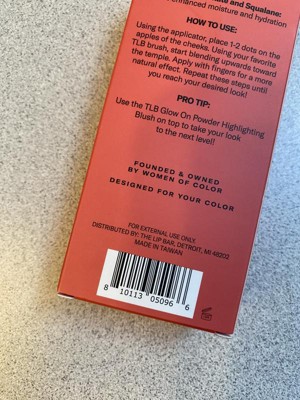 ate and Squalane:
enhanced moisture and hydration
HOW TO USE:
Using the applicator, place 1-2 dots on the
apples of the cheeks. Using your favorite
TLB brush, start blending upwards toward
the temple. Apply with fingers for a more
natural effect. Repeat these steps until
you reach your desired look!
PRO TIP:
Use the TLB Glow On Powder Highlighting
Blush on top to take your look
to the next level!
FOUNDED & OWNED
BY WOMEN OF COLOR
DESIGNED FOR YOUR COLOR
FOR EXTERNAL USE ONLY.
DISTRIBUTED BY: THE LIP BAR, DETROIT, MI 48202
MADE IN TAIWAN
8 10113 05096 6